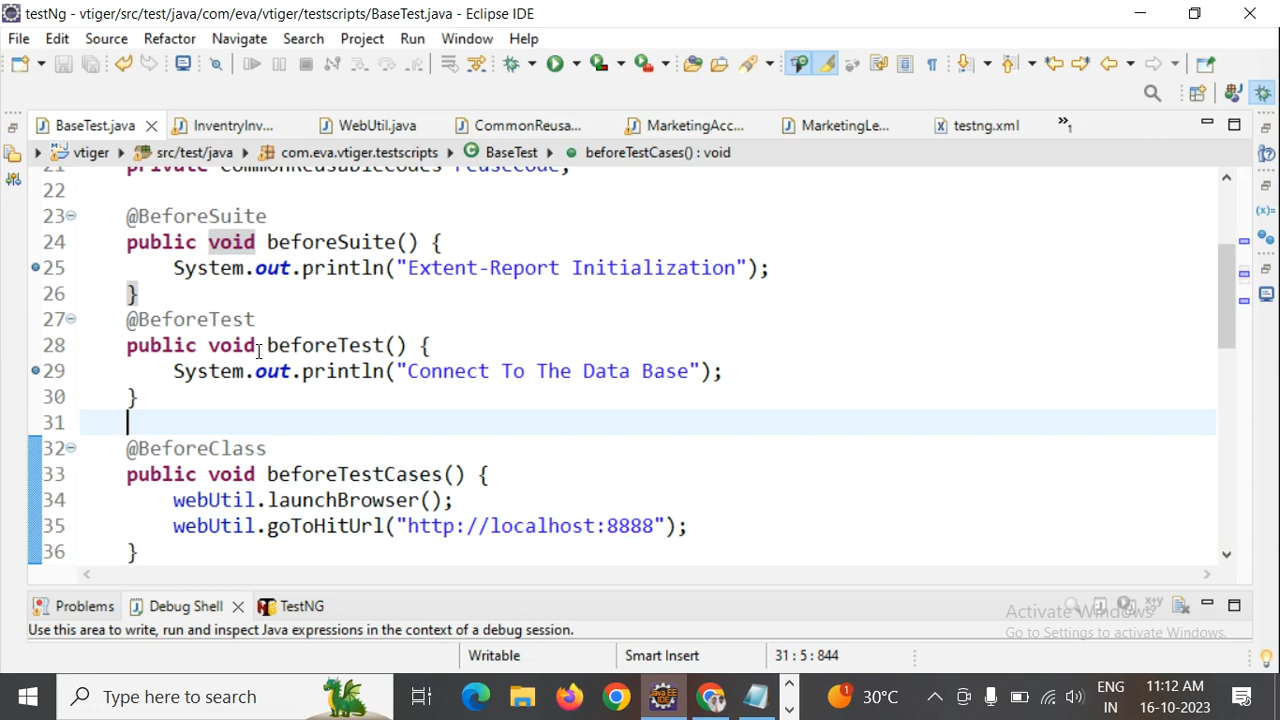 testNg - vtiger/src/test/java/com/eva/vtiger/testscripts/BaseTest.java - Eclipse IDE
File Edit Source Refactor Navigate Search Project Run Window Help
BaseTest.java InventoryInv... WebUtil.java CommonReusa... MarketingAcc... MarketingLe... testng.xml »1
vtiger src/test/java com.eva.vtiger.testscripts BaseTest beforeTestCases() : void
21 private CommonReusableCodes reuseCode;
22
23 @BeforeSuite
24 public void beforeSuite() {
25 System.out.println("Extent-Report Initialization");
26 }
27 @BeforeTest
28 public void beforeTest() {
29 System.out.println("Connect To The Data Base");
30 }
31
32 @BeforeClass
33 public void beforeTestCases() {
34 webUtil.launchBrowser();
35 webUtil.goToHitUrl("http://localhost:8888");
36 }
Problems Debug Shell TestNG
Activate Windows
Use this area to write, run and inspect Java expressions in the context of a debug session.
Go to Settings to activate Windows.
Writable Smart Insert 31 : 5 : 844
Type here to search 1 30°C ENG 11:12 AM
IN 16-10-2023